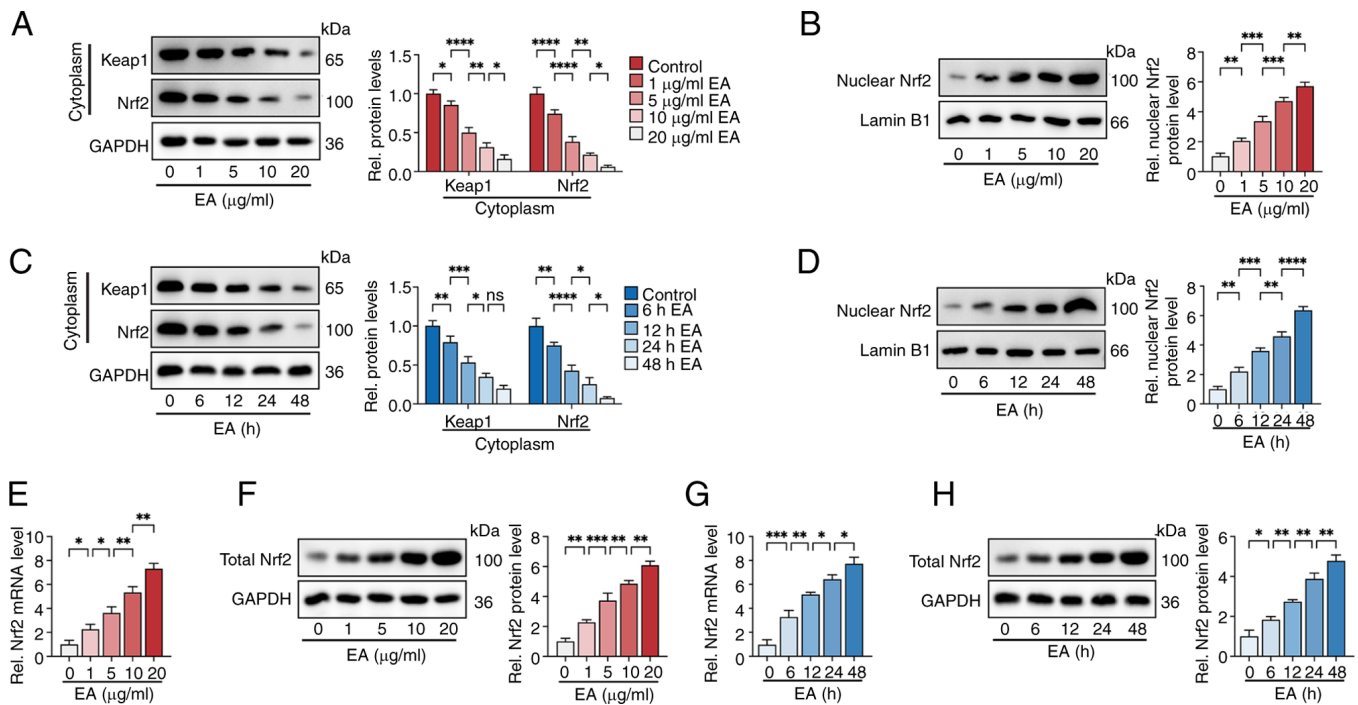 A
kDa
Cytoplasm
Keap1
65
Nrf2
100
GAPDH
36
0 1 5 10 20
EA (µg/ml)
Rel. protein levels
1.5
1.0
0.5
0.0
**** **** **
* ** * **** *
Keap1 Nrf2
Cytoplasm
Control
1 µg/ml EA
5 µg/ml EA
10 µg/ml EA
20 µg/ml EA
B
kDa
Nuclear Nrf2
100
Lamin B1
66
0 1 5 10 20
EA (µg/ml)
Rel. nuclear Nrf2
protein level
8
6
4
2
0
*** **
** ***
0 1 5 10 20
EA (µg/ml)
C
kDa
Cytoplasm
Keap1
65
Nrf2
100
GAPDH
36
0 6 12 24 48
EA (h)
Rel. protein levels
1.5
1.0
0.5
0.0
*** ** *
** * ns **** *
Keap1 Nrf2
Cytoplasm
Control
6 h EA
12 h EA
24 h EA
48 h EA
D
kDa
Nuclear Nrf2
100
Lamin B1
66
0 6 12 24 48
EA (h)
Rel. nuclear Nrf2
protein level
8
6
4
2
0
*** ****
** **
0 6 12 24 48
EA (h)
E
Rel. Nrf2 mRNA level
10
8
6
4
2
0
**
* * **
0 1 5 10 20
EA (µg/ml)
F
kDa
Total Nrf2
100
GAPDH
36
0 1 5 10 20
EA (µg/ml)
Rel. Nrf2 protein level
8
6
4
2
0
** *** ** **
0 1 5 10 20
EA (µg/ml)
G
Rel. Nrf2 mRNA level
10
8
6
4
2
0
*** ** * *
0 6 12 24 48
EA (h)
H
kDa
Total Nrf2
100
GAPDH
36
0 6 12 24 48
EA (h)
Rel. Nrf2 protein level
6
4
2
0
* ** ** **
0 6 12 24 48
EA (h)